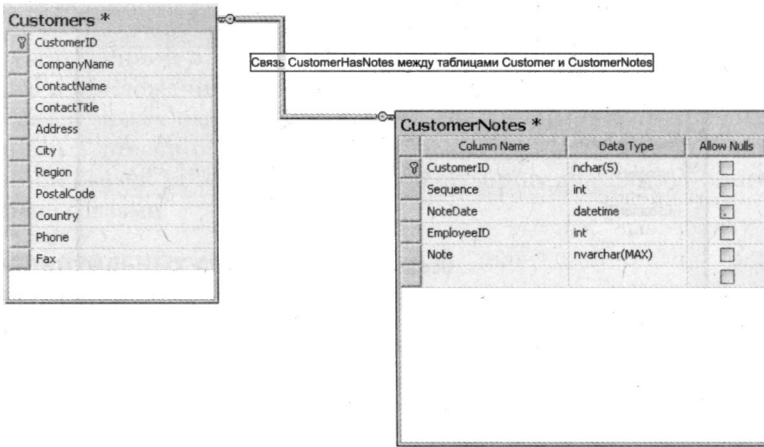 Customers *
CustomerID
CompanyName
ContactName
ContactTitle
Address
City
Region
PostalCode
Country
Phone
Fax
Связь CustomerHasNotes между таблицами Customer и CustomerNotes
CustomerNotes *
Column Name Data Type Allow Nulls
CustomerID nchar(5)
Sequence int
NoteDate datetime
EmployeeID int
Note nvarchar(MAX)